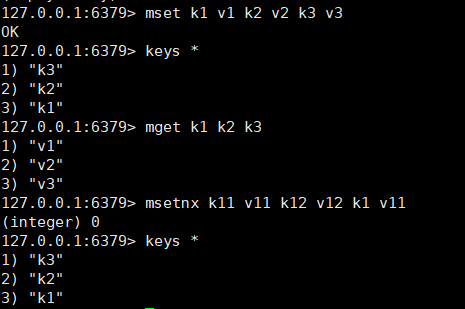 127.0.0.1:6379> mset k1 v1 k2 v2 k3 v3
OK
127.0.0.1:6379> keys *
1) "k3"
2) "k2"
3) "k1"
127.0.0.1:6379> mget k1 k2 k3
1) "v1"
2) "v2"
3) "v3"
127.0.0.1:6379> msetnx k11 v11 k12 v12 k1 v11
(integer) 0
127.0.0.1:6379> keys *
1) "k3"
2) "k2"
3) "k1"